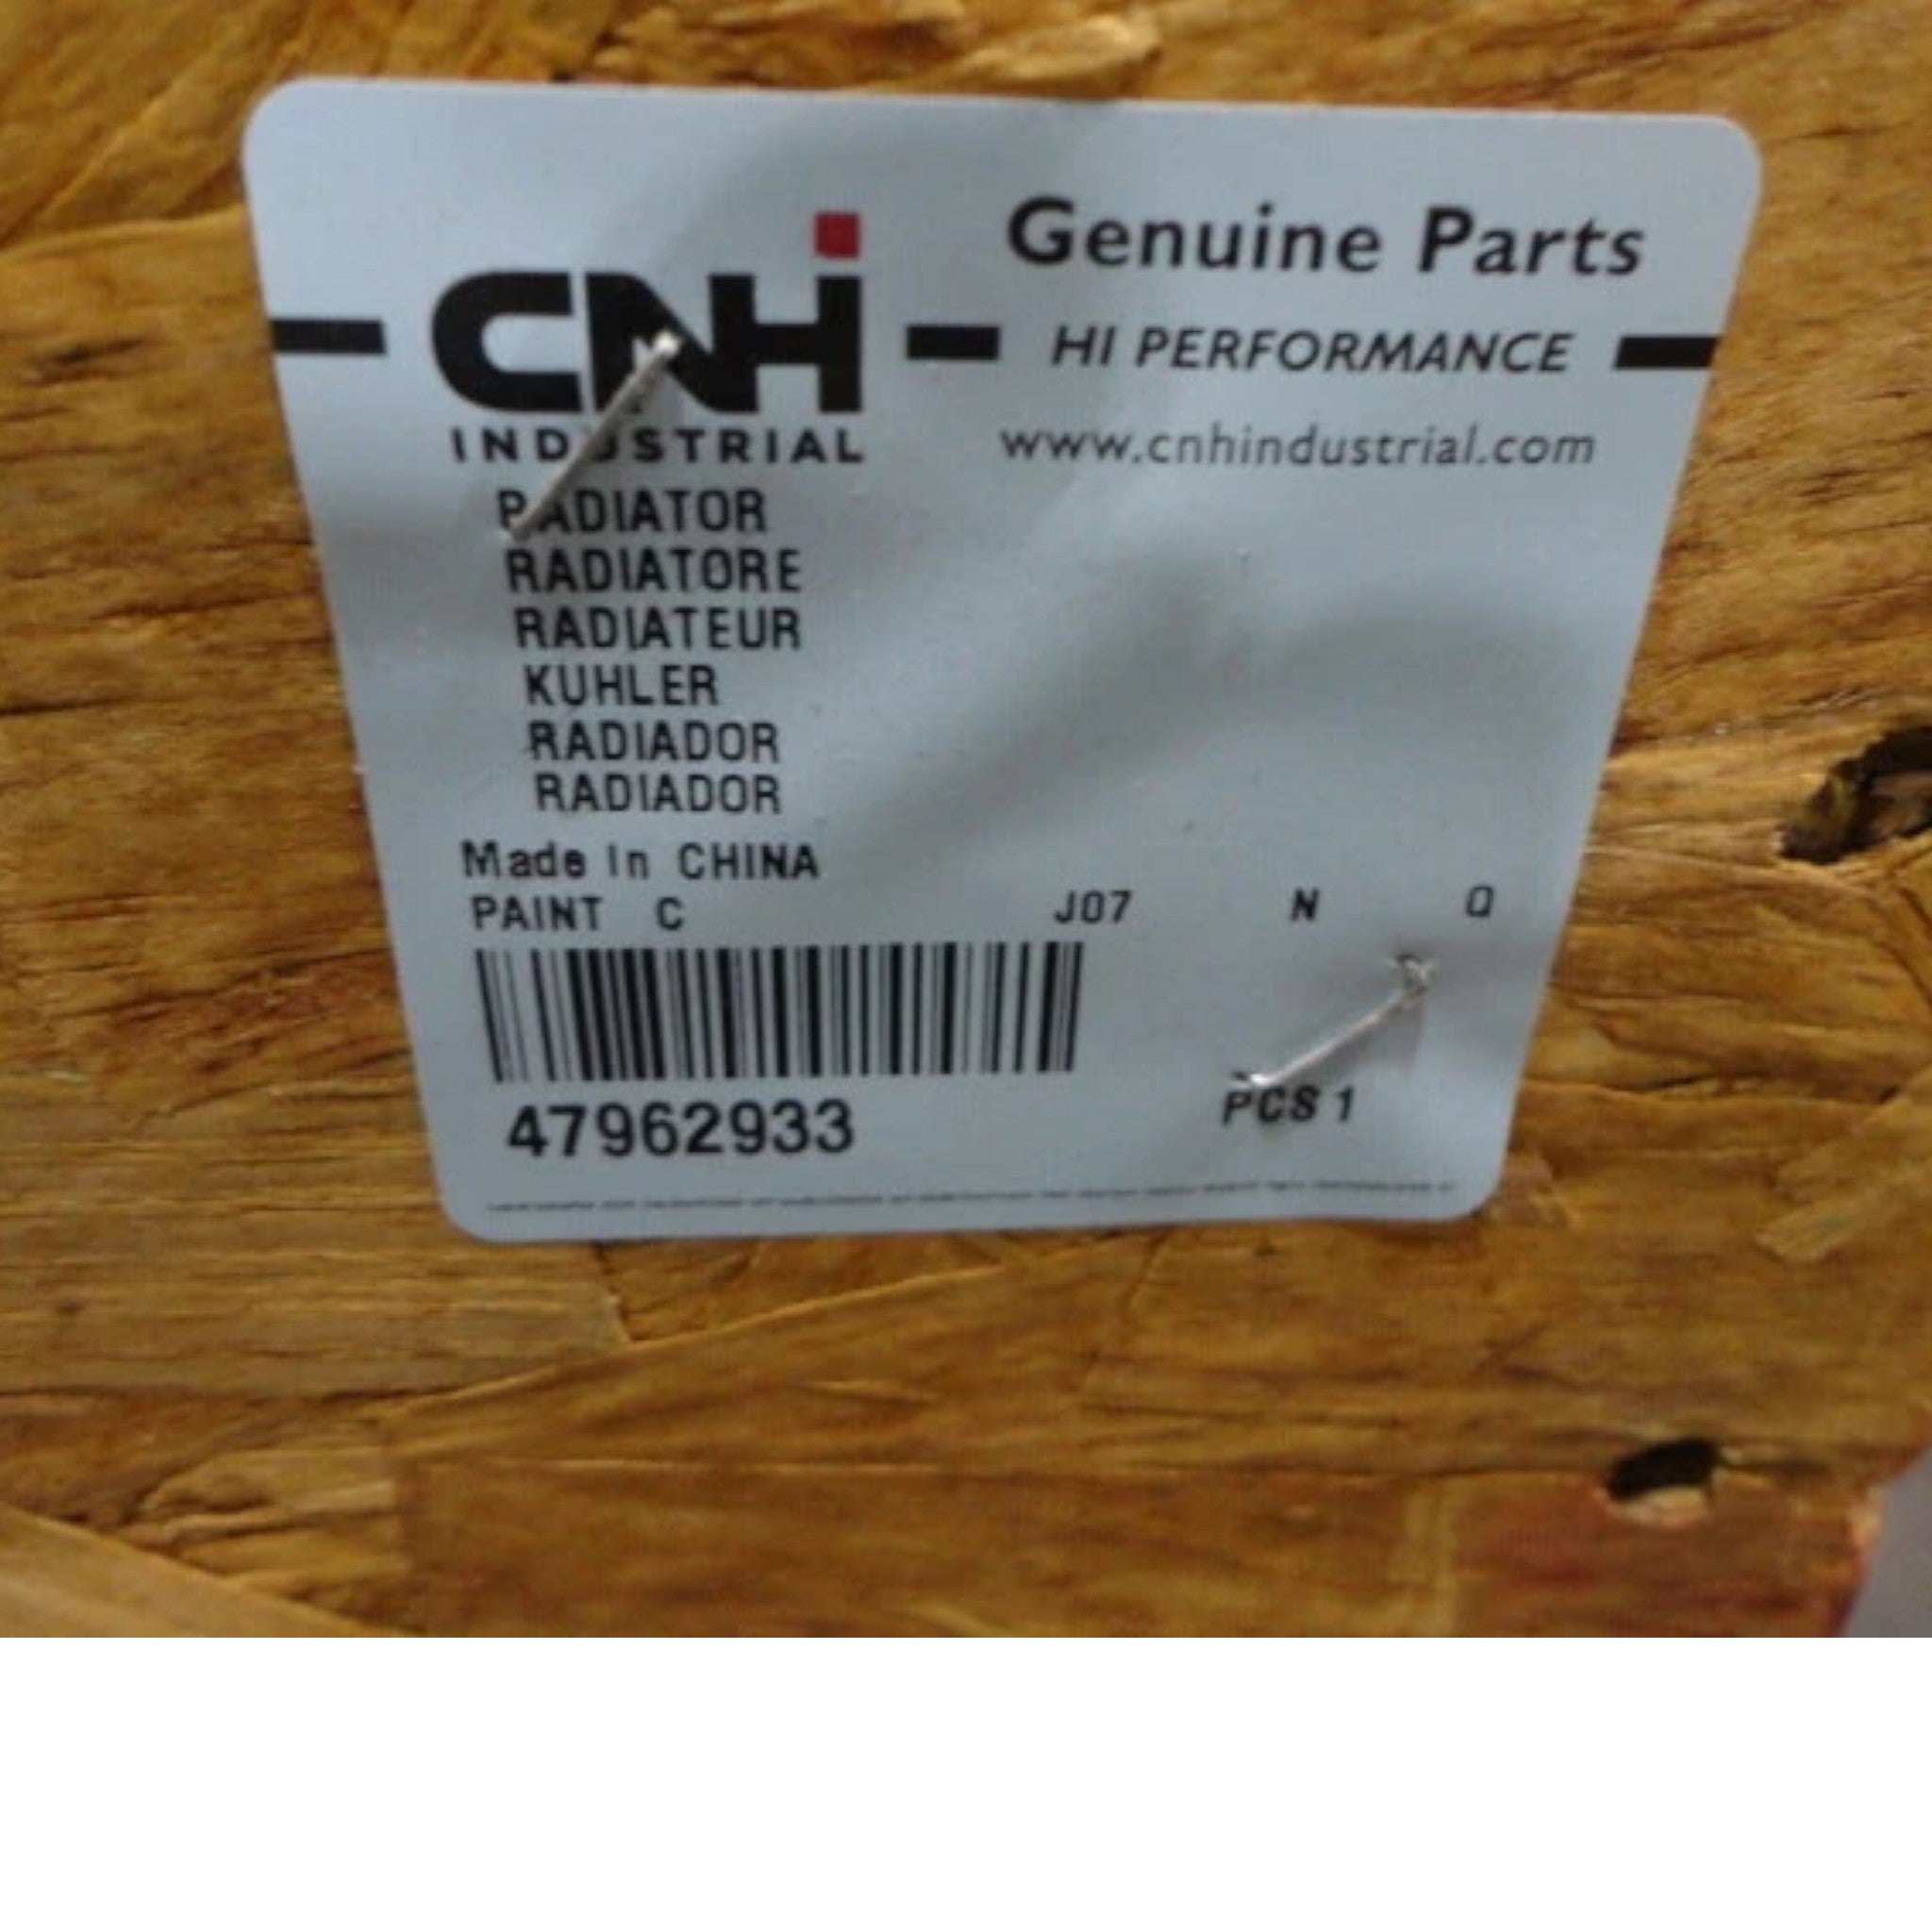 CNH
INDUSTRIAL
Genuine Parts
HI PERFORMANCE
www.cnhindustrial.com
RADIATOR
RADIATORE
RADIATEUR
KUHLER
RADIADOR
RADIADOR
Made In CHINA
PAINT C J07 N Q
47962933
PCS 1